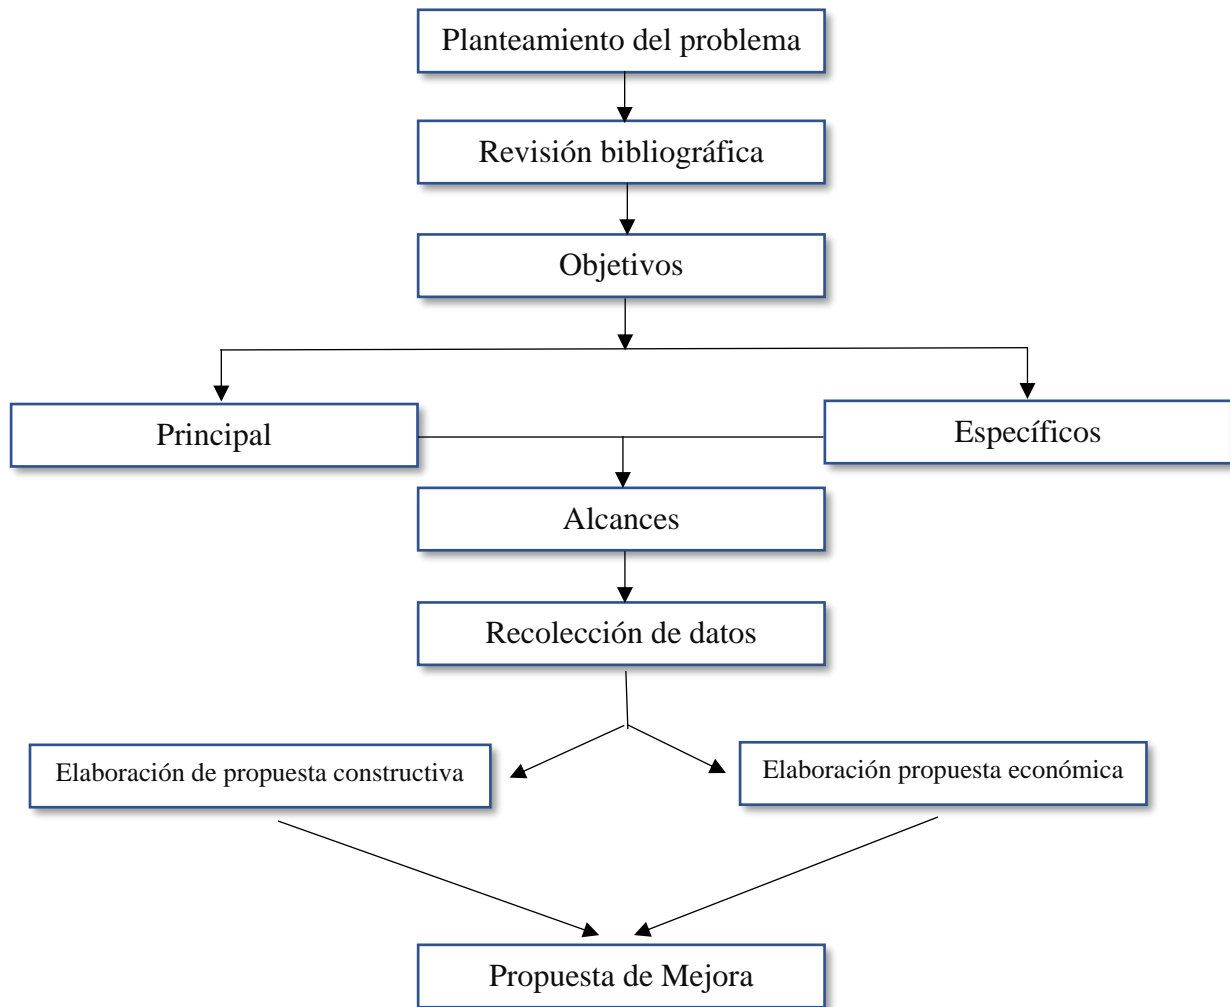 Planteamiento del problema
Revisión bibliográfica
Objetivos
Principal
Específicos
Alcances
Recolección de datos
Elaboración de propuesta constructiva
Elaboración propuesta económica
Propuesta de Mejora